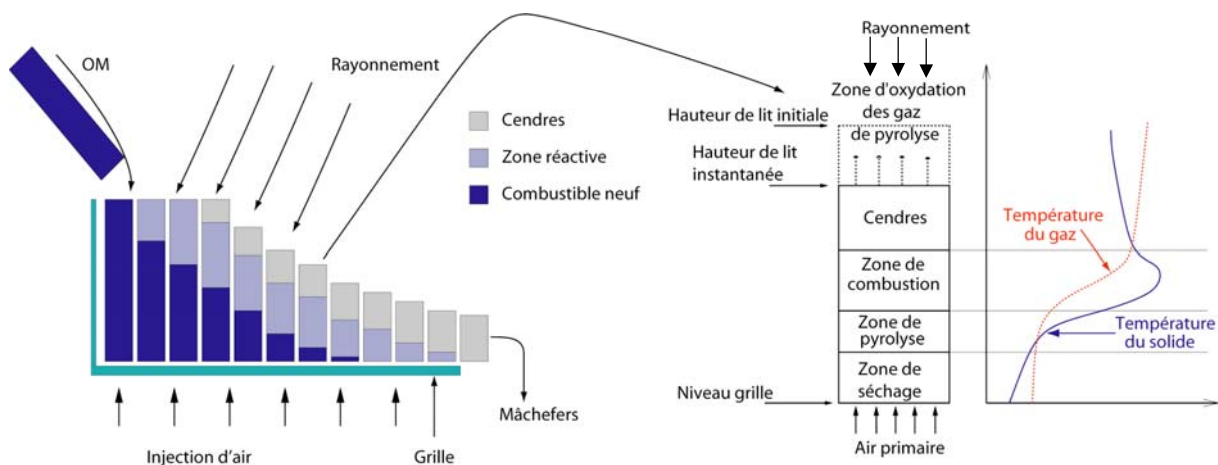 OM
Rayonnement
Cendres
Zone réactive
Combustible neuf
Mâchefers
Injection d'air
Grille
Rayonnement
Zone d'oxydation
des gaz
de pyrolyse
Hauteur de lit initiale
Hauteur de lit
instantanée
Cendres
Zone de
combustion
Zone de
pyrolyse
Zone de
séchage
Niveau grille
Air primaire
Température
du gaz
Température
du solide